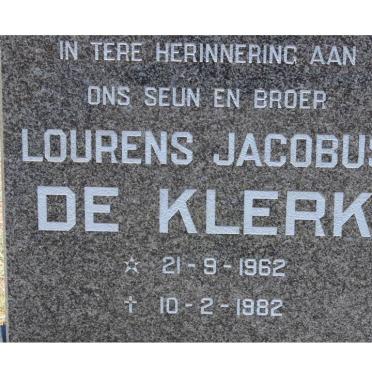 IN TERE HERINNERING AAN
ONS SEUN EN BROER
LOURENS JACOBUS
DE KLERK
☆ 21-9-1962
† 10-2-1982